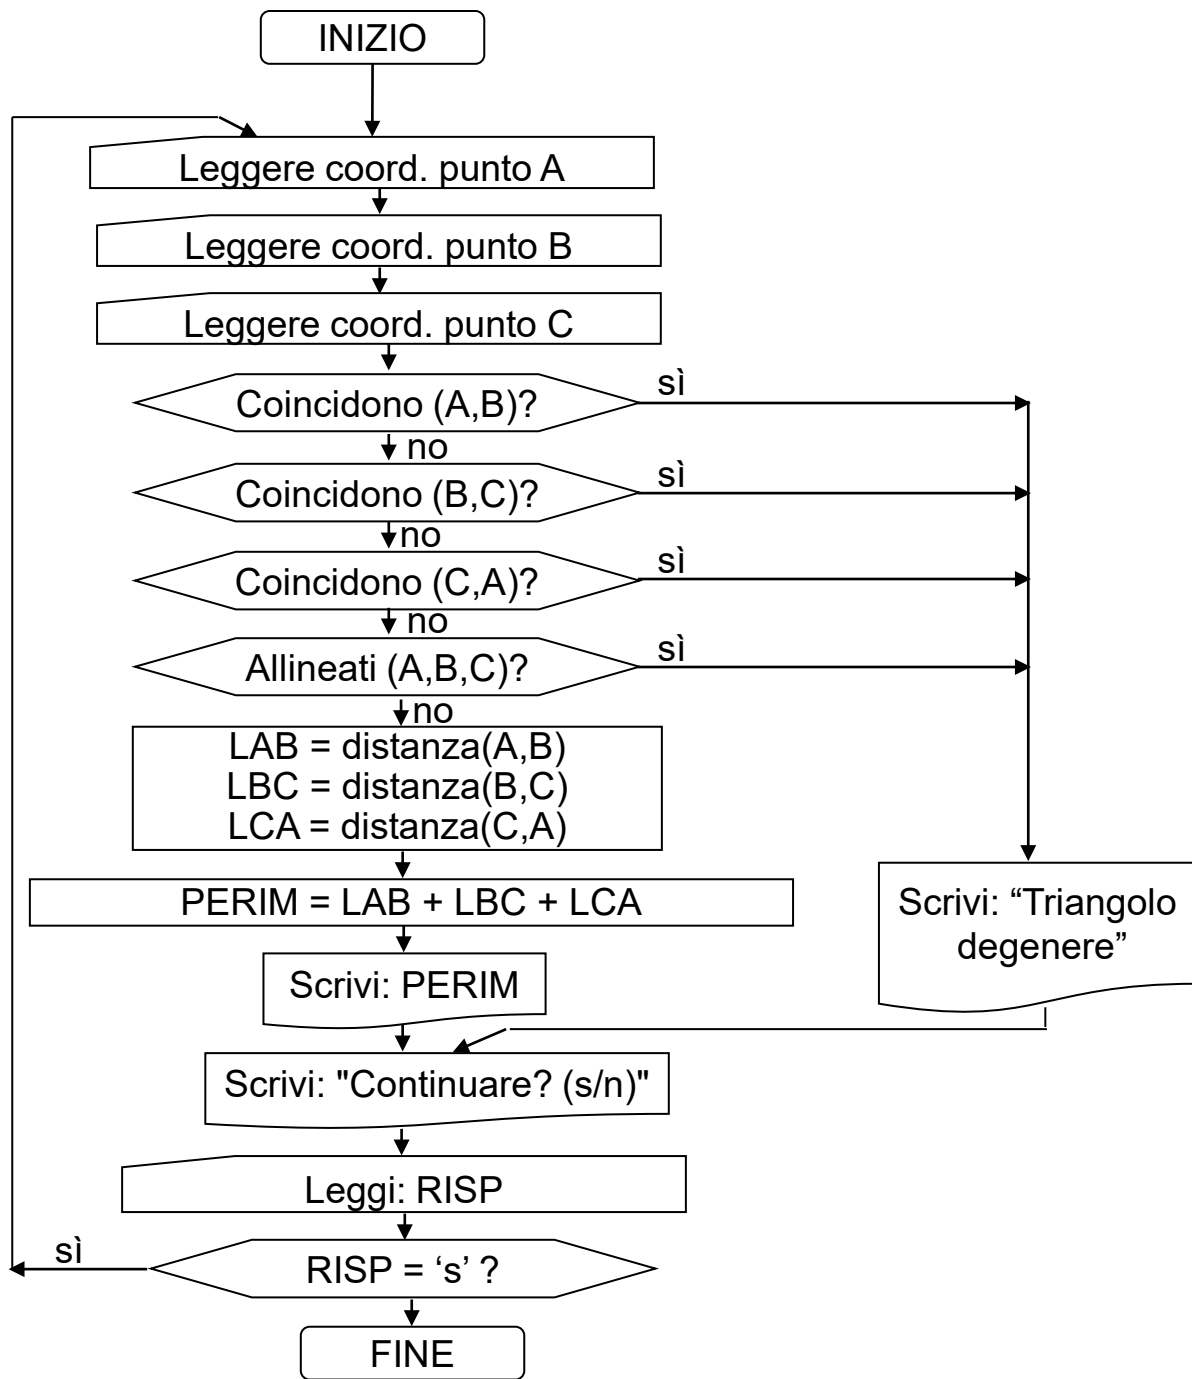 INIZIO
Leggere coord. punto A
Leggere coord. punto B
Leggere coord. punto C
Coincidono (A,B)?
sì
no
Coincidono (B,C)?
sì
no
Coincidono (C,A)?
sì
no
Allineati (A,B,C)?
sì
no
LAB = distanza(A,B)
LBC = distanza(B,C)
LCA = distanza(C,A)
PERIM = LAB + LBC + LCA
Scrivi: “Triangolo
degenere”
Scrivi: PERIM
Scrivi: "Continuare? (s/n)"
Leggi: RISP
sì
RISP = ‘s’ ?
FINE